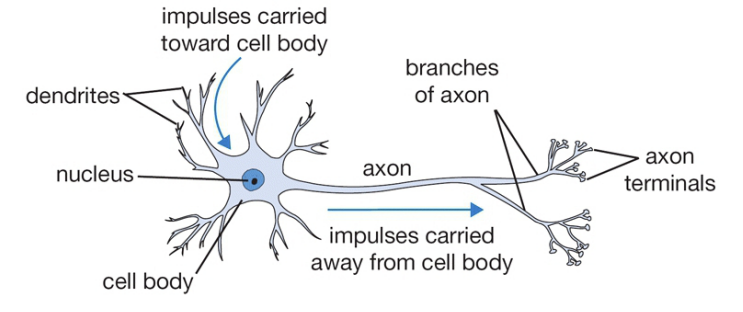 impulses carried
toward cell body
branches
of axon
dendrites
axon
axon
terminals
nucleus
impulses carried
away from cell body
cell body